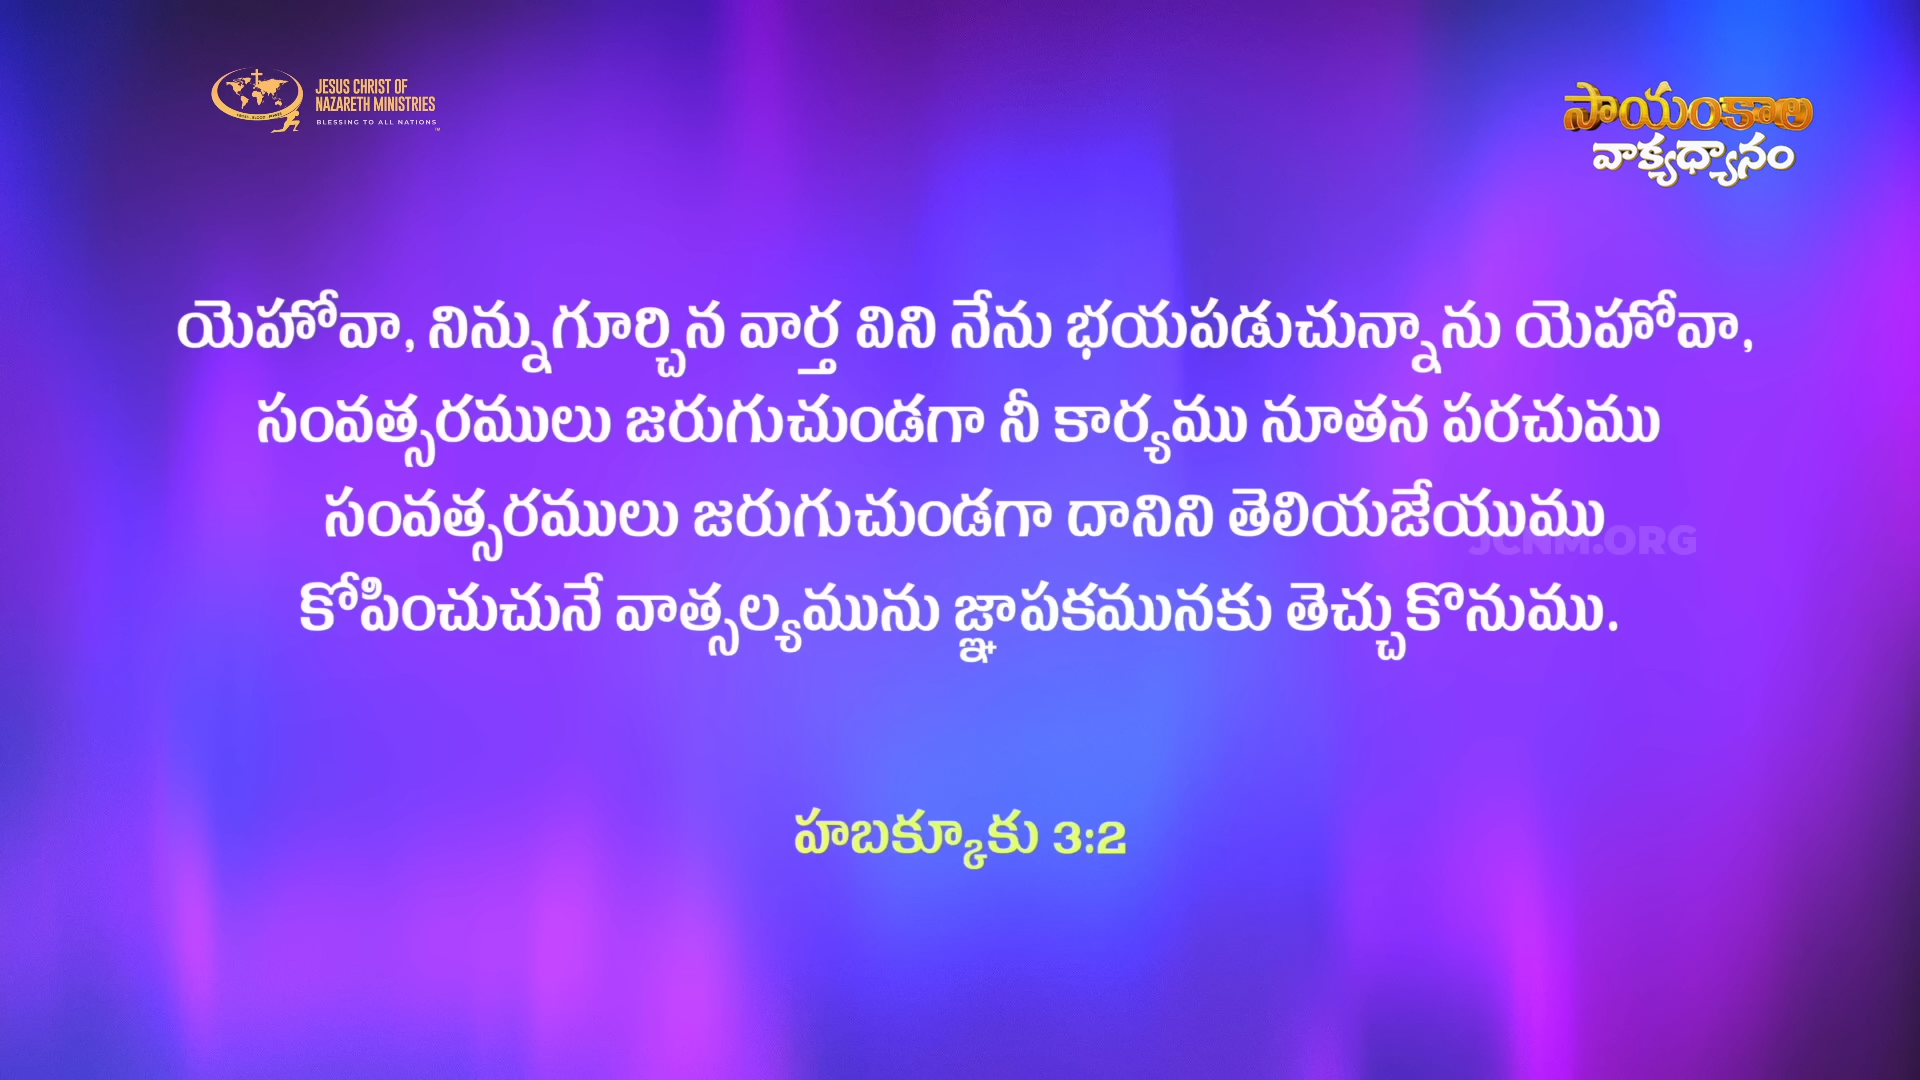 JESUS CHRIST OF
NAZARETH MINISTRIES
BLESSING TO ALL NATIONS
సాయంకాల
వాక్యధ్యానం
యెహోవా, నిన్నుగూర్చిన వార్త విని నేను భయపడుచున్నాను యెహోవా,
సంవత్సరములు జరుగుచుండగా నీ కార్యము నూతన పరచుము
సంవత్సరములు జరుగుచుండగా దానిని తెలియజేయుము
JCNM.ORG
కోపించుచునే వాత్సల్యమును జ్ఞాపకమునకు తెచ్చుకొనుము.
హబక్కూకు 3:2